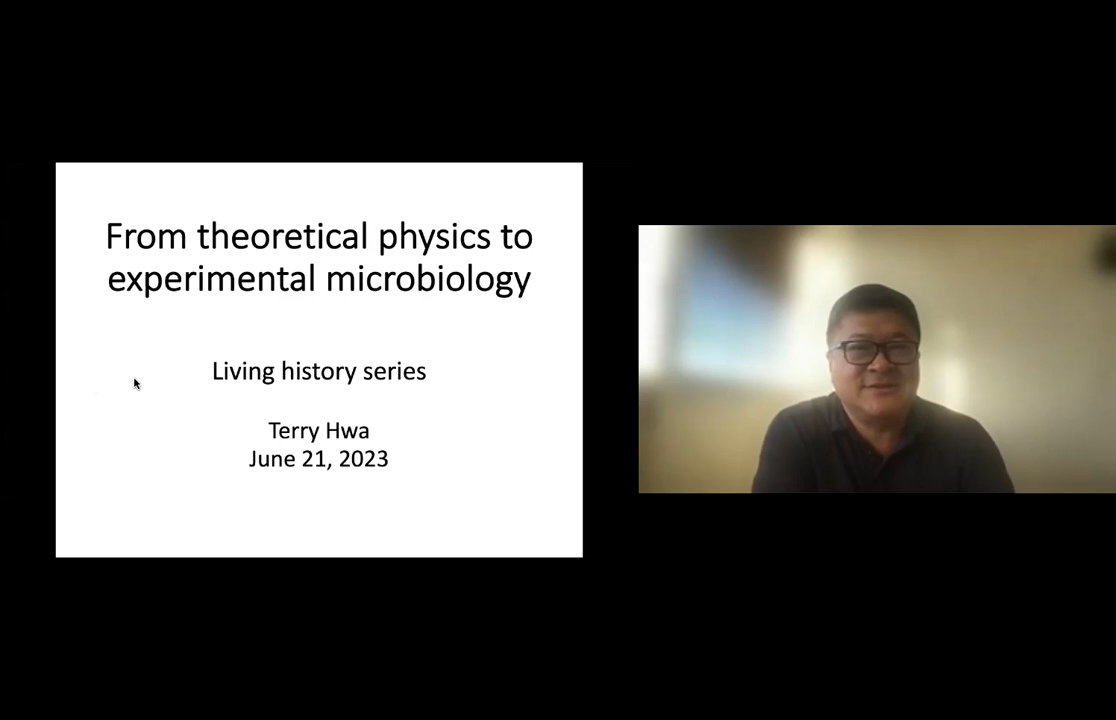 From theoretical physics to
experimental microbiology
Living history series
Terry Hwa
June 21, 2023